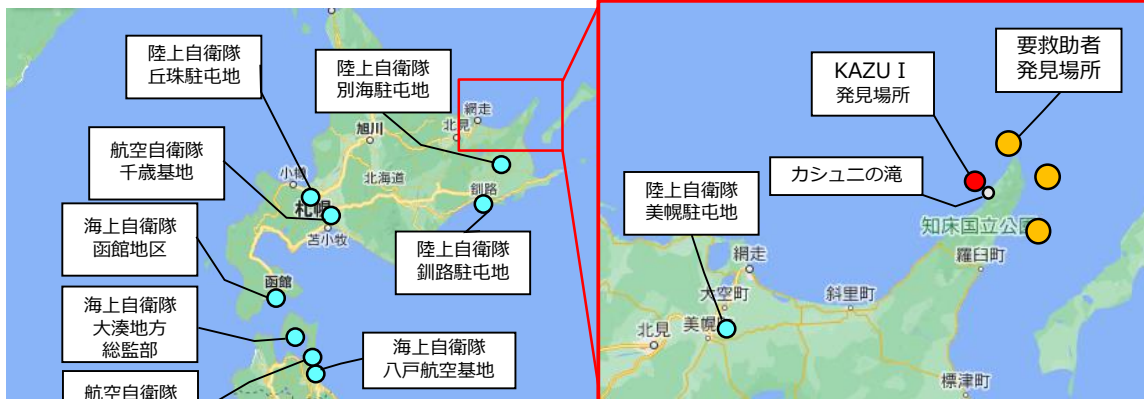 陸上自衛隊
丘珠駐屯地
陸上自衛隊
別海駐屯地
航空自衛隊
千歳基地
海上自衛隊
函館地区
海上自衛隊
大湊地方
総監部
航空自衛隊
陸上自衛隊
釧路駐屯地
海上自衛隊
八戸航空基地
網走
北見
旭川
北海道
小樽
札幌
苫小牧
釧路
函館
要救助者
発見場所
KAZU I
発見場所
カシュニの滝
陸上自衛隊
美幌駐屯地
知床国立公園
羅臼町
網走
大空町
斜里町
北見
美幌町
標津町